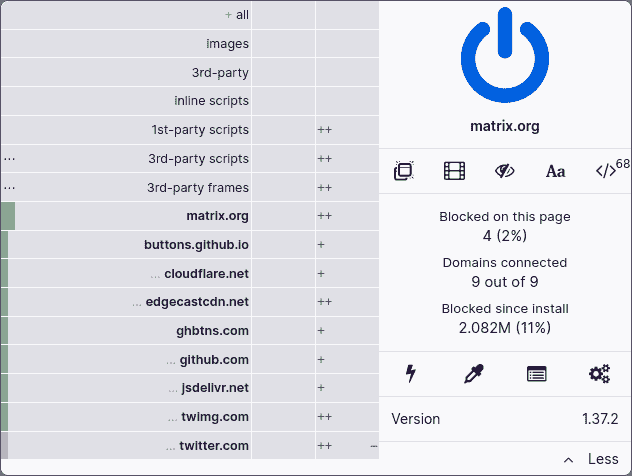 + all
images
3rd-party
inline scripts
1st-party scripts ++
... 3rd-party scripts ++
... 3rd-party frames ++
matrix.org ++
buttons.github.io +
... cloudflare.net +
... edgecastcdn.net ++
ghbtns.com +
... github.com +
... jsdelivr.net +
... twimg.com ++
... twitter.com ++ −
matrix.org
Aa
</> 68
Blocked on this page
4 (2%)
Domains connected
9 out of 9
Blocked since install
2.082M (11%)
Version 1.37.2
Less